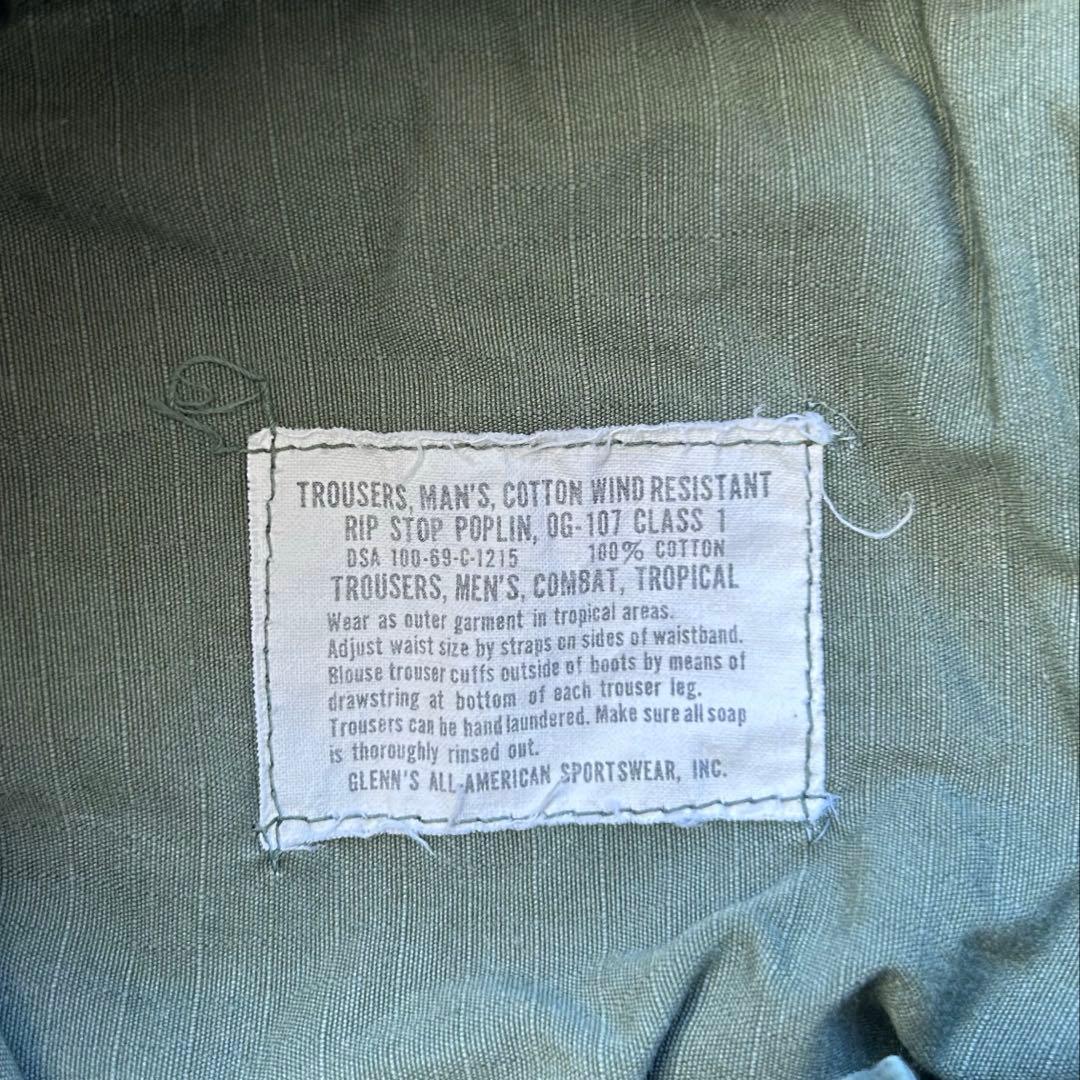 TROUSERS, MAN'S, COTTON WIND RESISTANT
RIP STOP POPLIN, OG-107 CLASS 1
DSA 100-69-C-1215 100% COTTON
TROUSERS, MEN'S, COMBAT, TROPICAL
Wear as outer garment in tropical areas.
Adjust waist size by straps on sides of waistband.
Blouse trouser cuffs outside of boots by means of
drawstring at bottom of each trouser leg.
Trousers can be hand laundered. Make sure all soap
is thoroughly rinsed out.
GLENN'S ALL-AMERICAN SPORTSWEAR, INC.